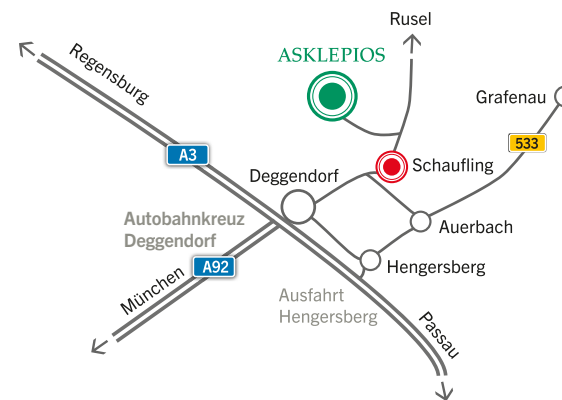 Rusel
ASKLEPIOS
Regensburg
Grafenau
533
A3
Schaufling
Deggendorf
Autobahnkreuz
Deggendorf
Auerbach
A92
Hengersberg
München
Ausfahrt
Hengersberg
Passau